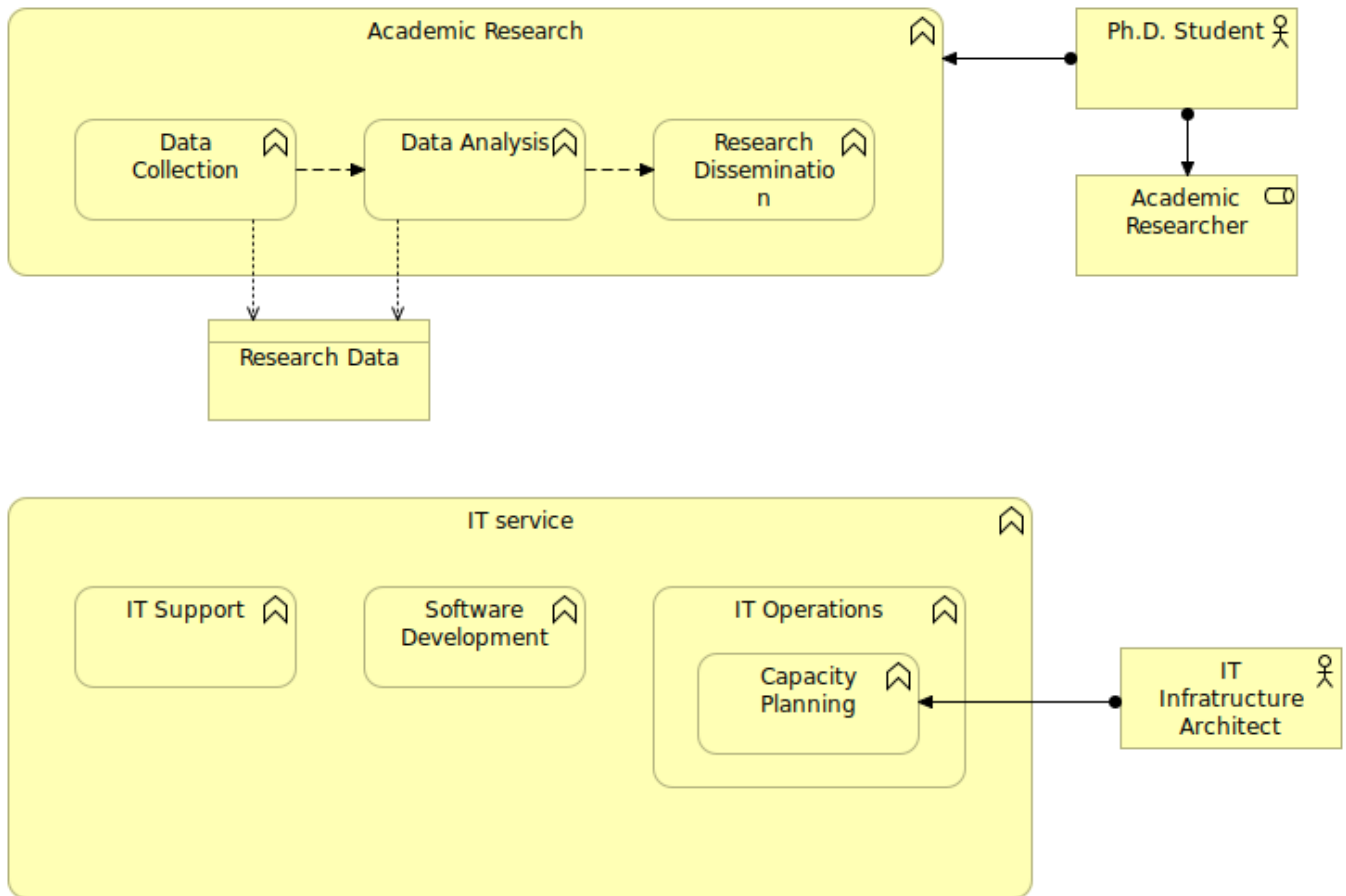 Academic Research
Ph.D. Student
Data
Collection
Data Analysis
Research
Disseminatio
n
Academic
Researcher
Research Data
IT service
IT Support
Software
Development
IT Operations
Capacity
Planning
IT
Infratructure
Architect